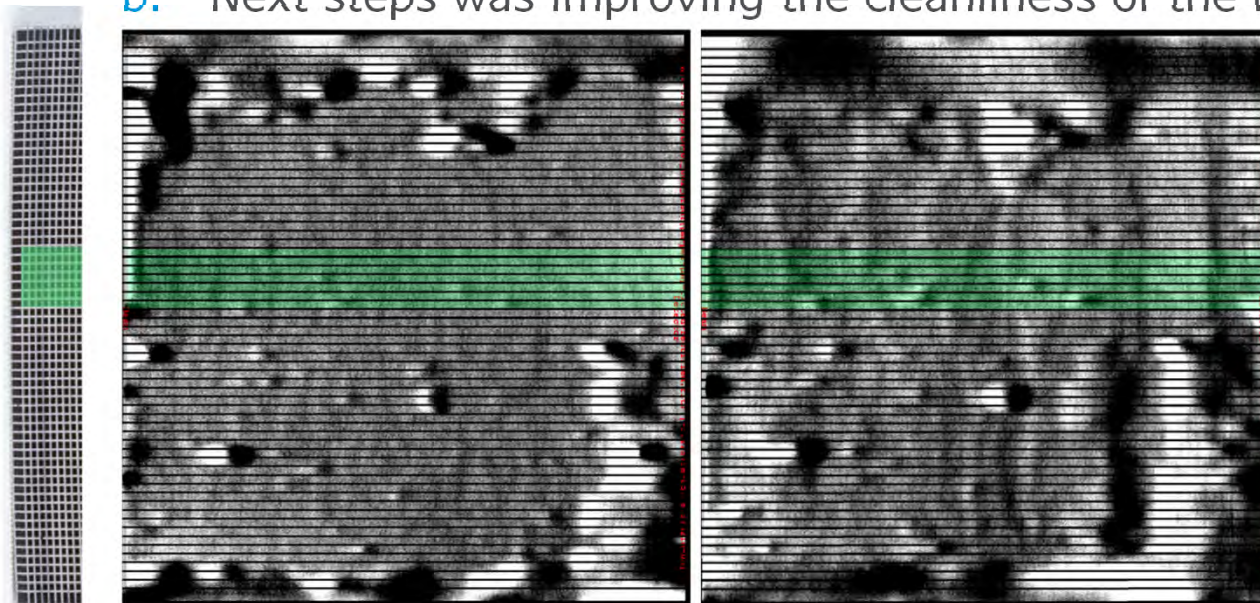 b. Next steps was improving the cleanliness of the